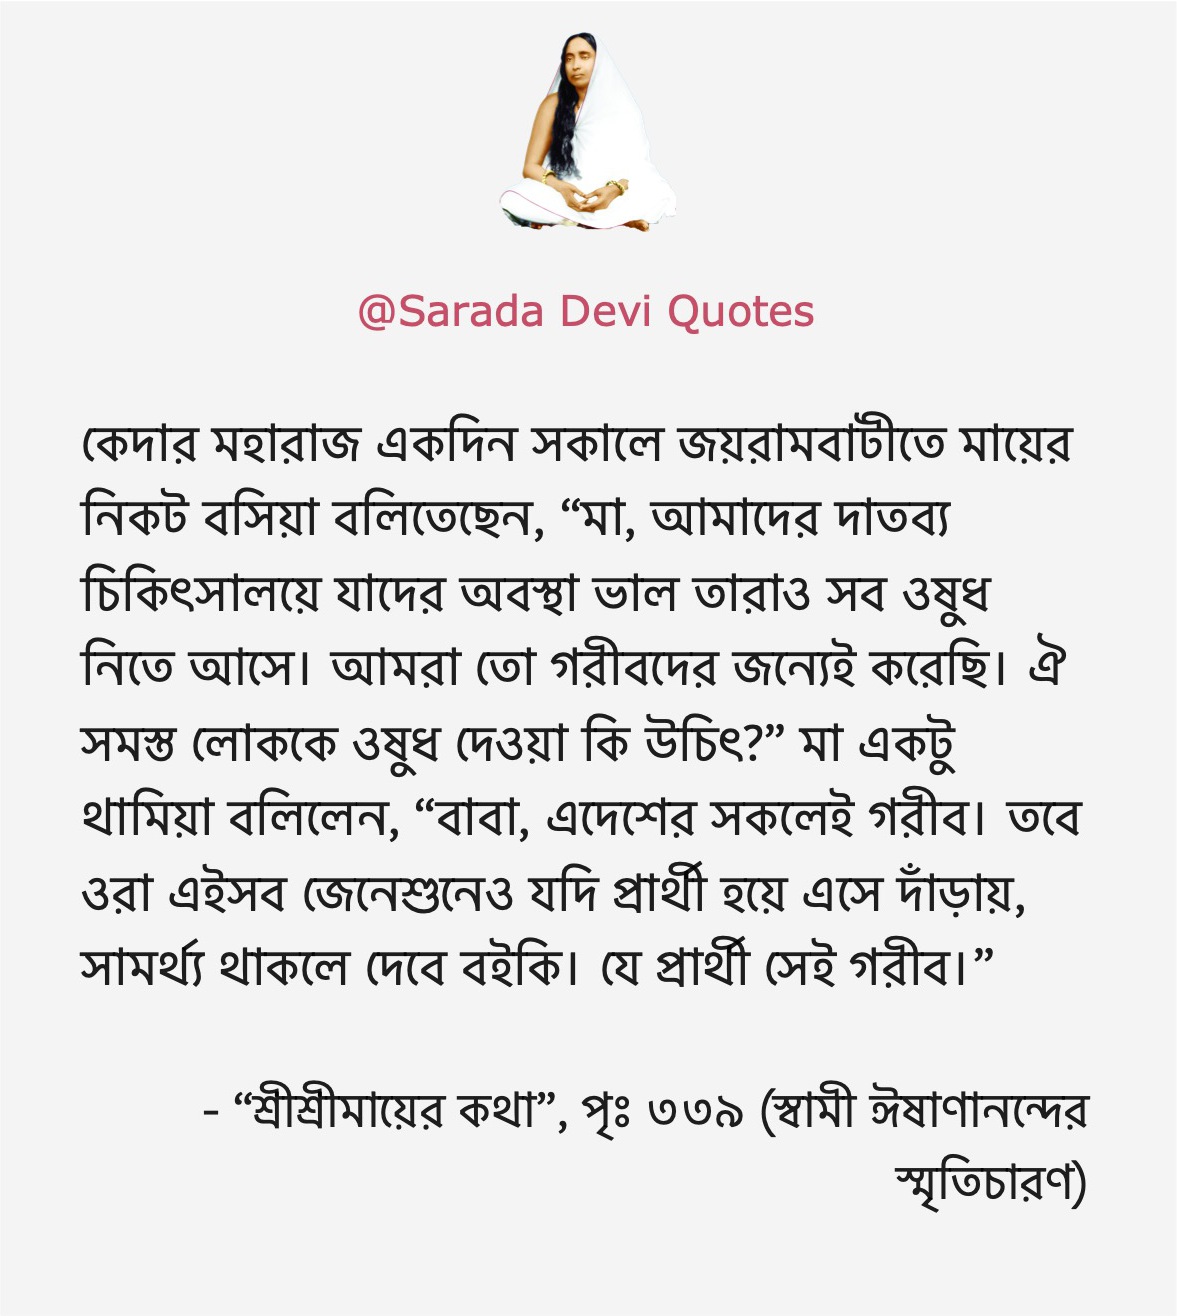 @Sarada Devi Quotes
কেদার মহারাজ একদিন সকালে জয়রামবাটীতে মায়ের
নিকট বসিয়া বলিতেছেন, “মা, আমাদের দাতব্য
চিকিৎসালয়ে যাদের অবস্থা ভাল তারাও সব ওষুধ
নিতে আসে। আমরা তো গরীবদের জন্যেই করেছি। ঐ
সমস্ত লোককে ওষুধ দেওয়া কি উচিৎ?” মা একটু
থামিয়া বলিলেন, “বাবা, এদেশের সকলেই গরীব। তবে
ওরা এইসব জেনেশুনেও যদি প্রার্থী হয়ে এসে দাঁড়ায়,
সামর্থ্য থাকলে দেবে বইকি। যে প্রার্থী সেই গরীব।”
- “শ্রীশ্রীমায়ের কথা”, পৃঃ ৩৩৯ (স্বামী ঈষাণানন্দের
স্মৃতিচারণ)